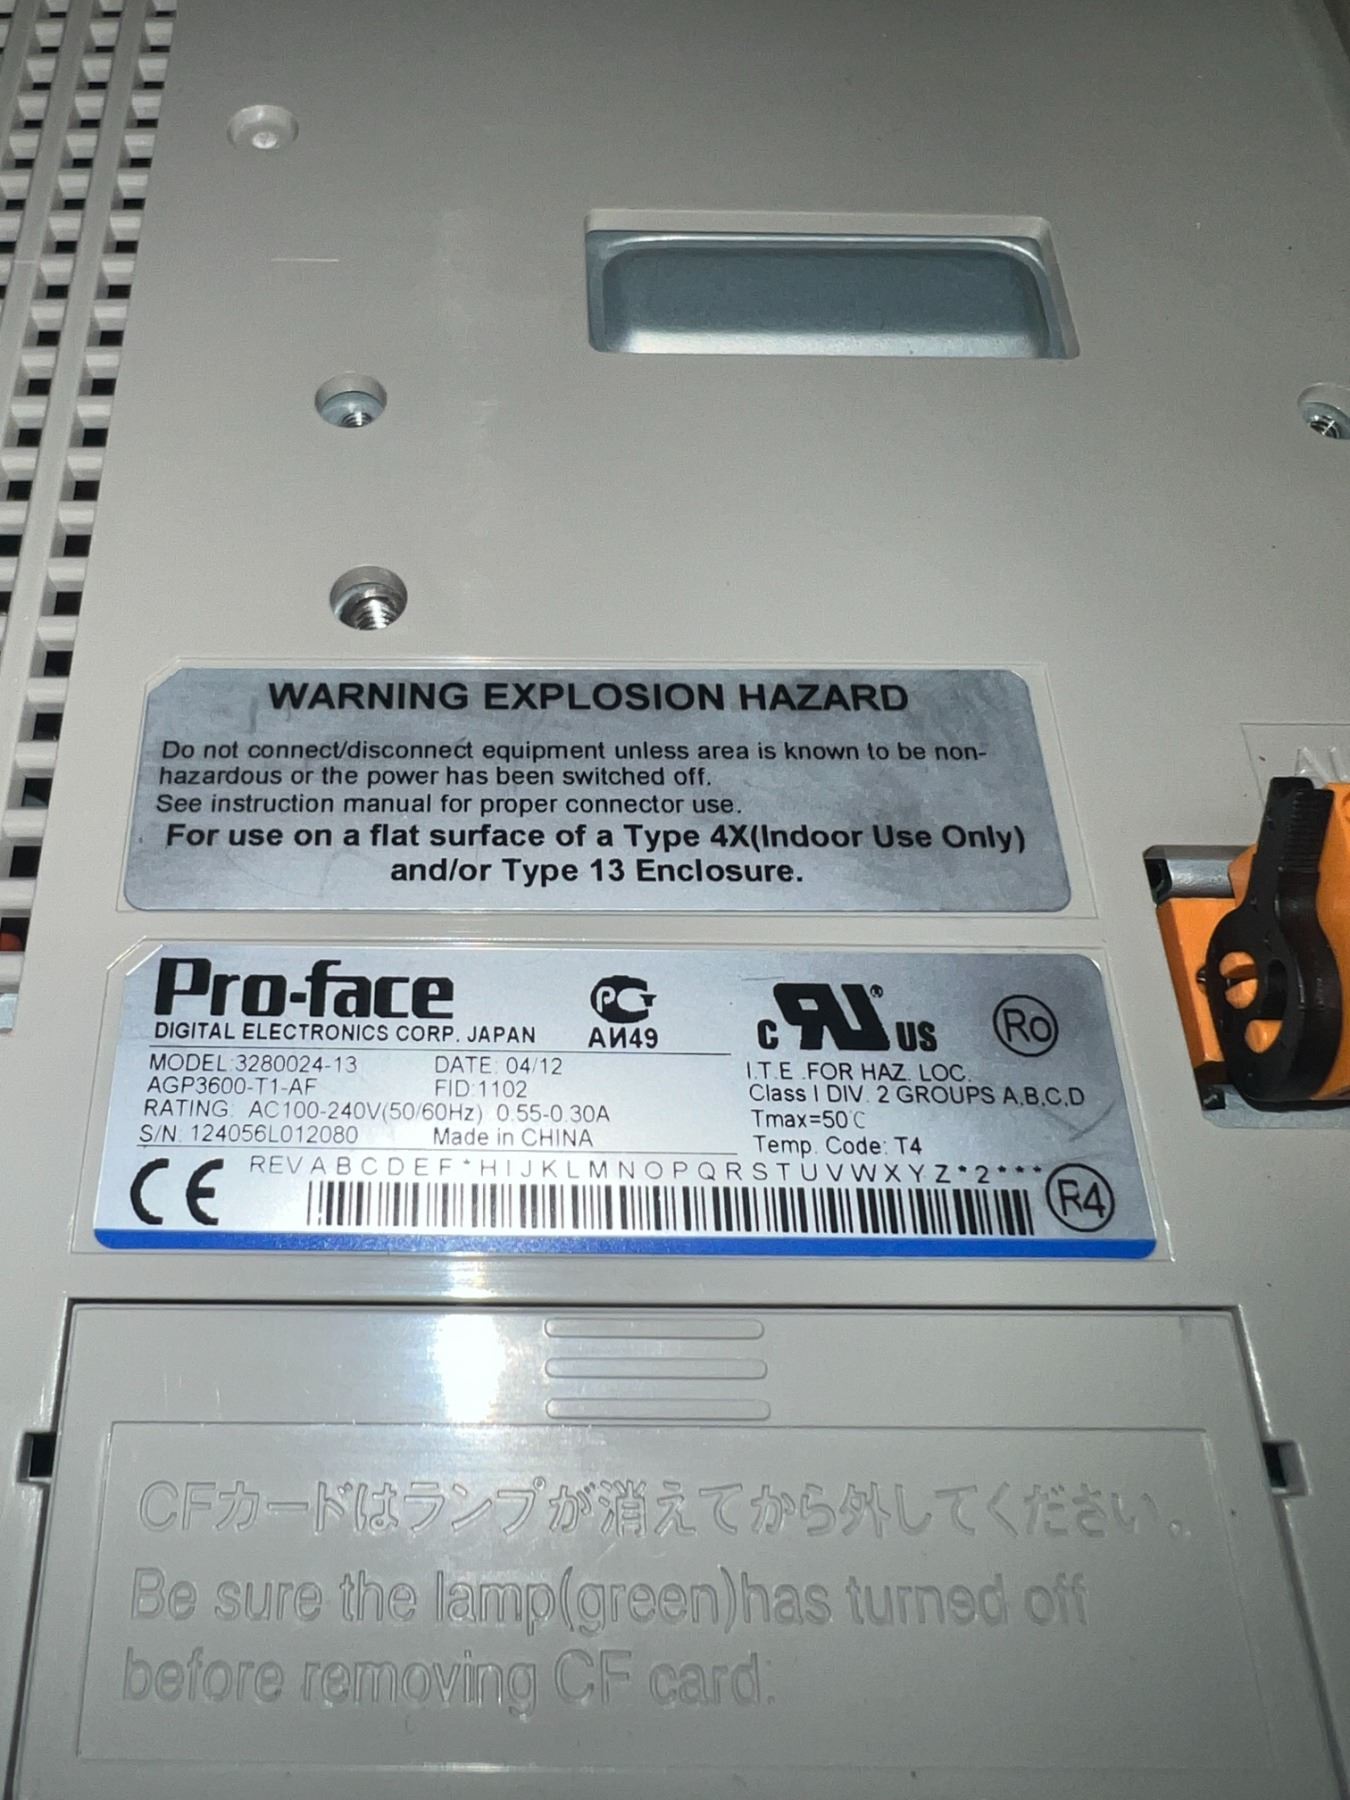 WARNING EXPLOSION HAZARD
Do not connect/disconnect equipment unless area is known to be non-
hazardous or the power has been switched off.
See instruction manual for proper connector use.
For use on a flat surface of a Type 4X(Indoor Use Only)
and/or Type 13 Enclosure.
Pro-face
DIGITAL ELECTRONICS CORP. JAPAN
АИ49
C RU ® US
Ro
MODEL:3280024-13 DATE: 04/12
AGP3600-T1-AF FID:1102
RATING: AC100-240V(50/60Hz) 0.55-0.30A
S/N: 124056L012080 Made in CHINA
I.T.E .FOR HAZ. LOC.
Class I DIV. 2 GROUPS A,B,C,D
Tmax=50℃
Temp. Code: T4
CE
REV A B C D E F * H I J K L M N O P Q R S T U V W X Y Z * 2 * * *
R4
CFカードはランプが消えてから外してください。
Be sure the lamp(green)has turned off
before removing CF card.